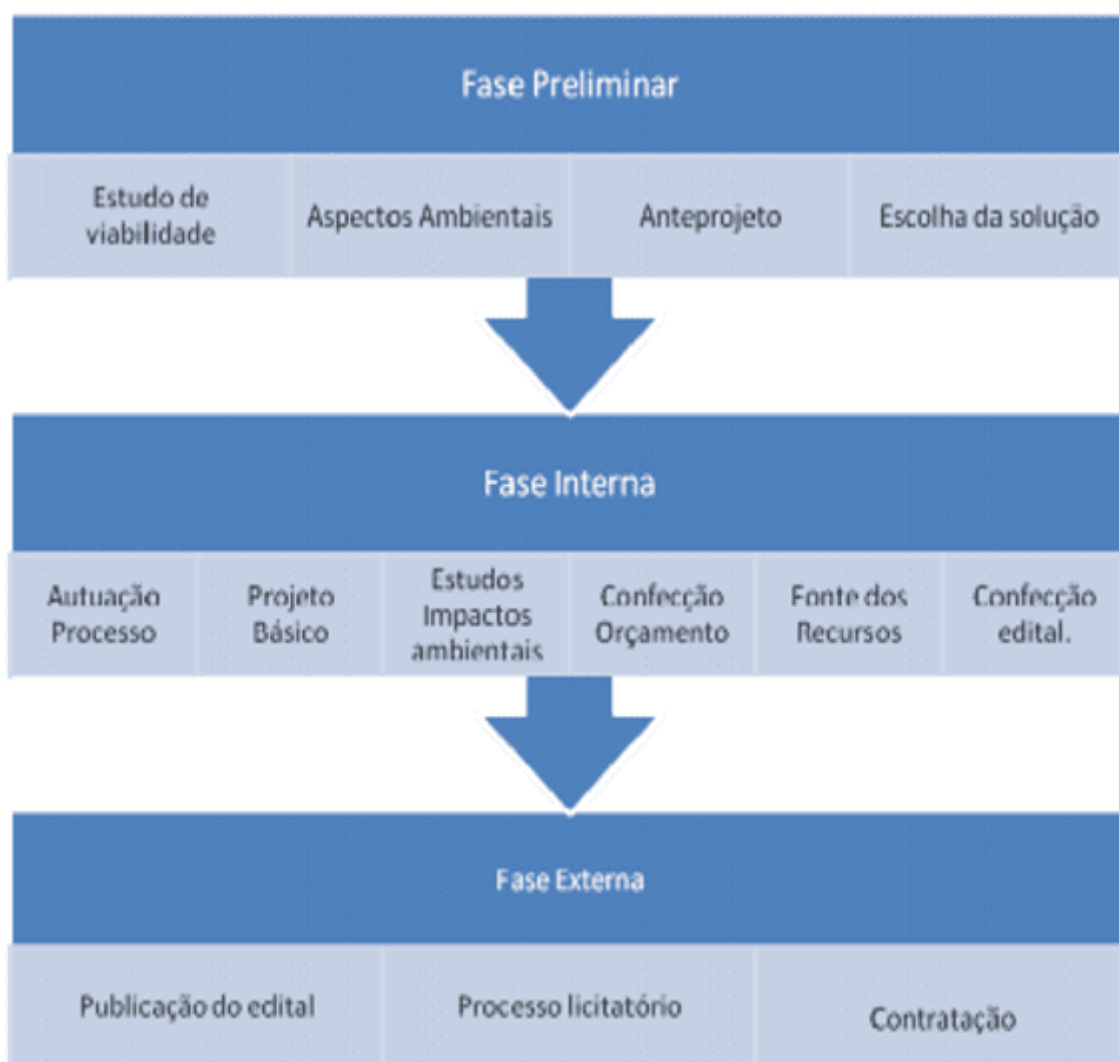 Fase Preliminar
Estudo de
viabilidade
Aspectos Ambientais
Anteprojeto
Escolha da solução
Fase Interna
Autuação
Processo
Projeto
Básico
Estudos
Impactos
ambientais
Confecção
Orçamento
Fonte dos
Recursos
Confecção
edital.
Fase Externa
Publicação do edital
Processo licitatório
Contratação